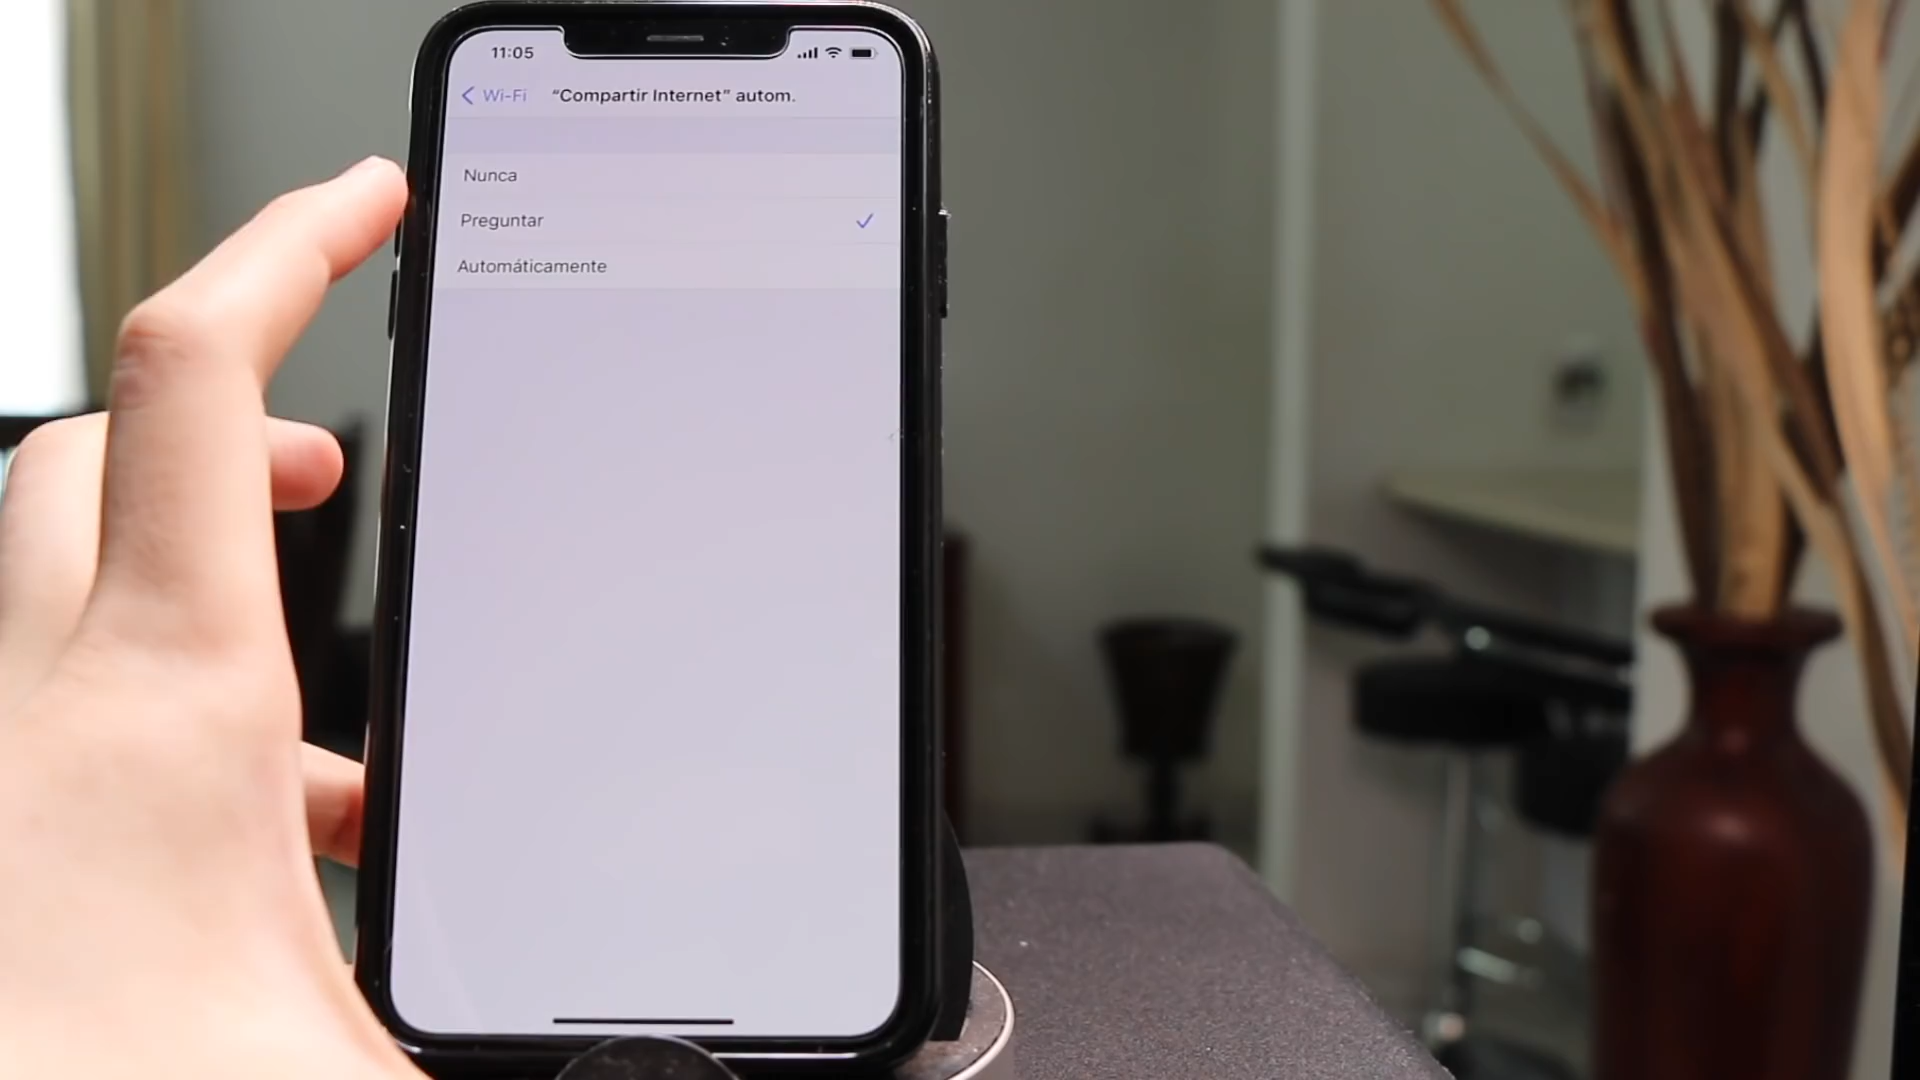 11:05
Wi-Fi “Compartir Internet” autom.
Nunca
Preguntar
Automáticamente